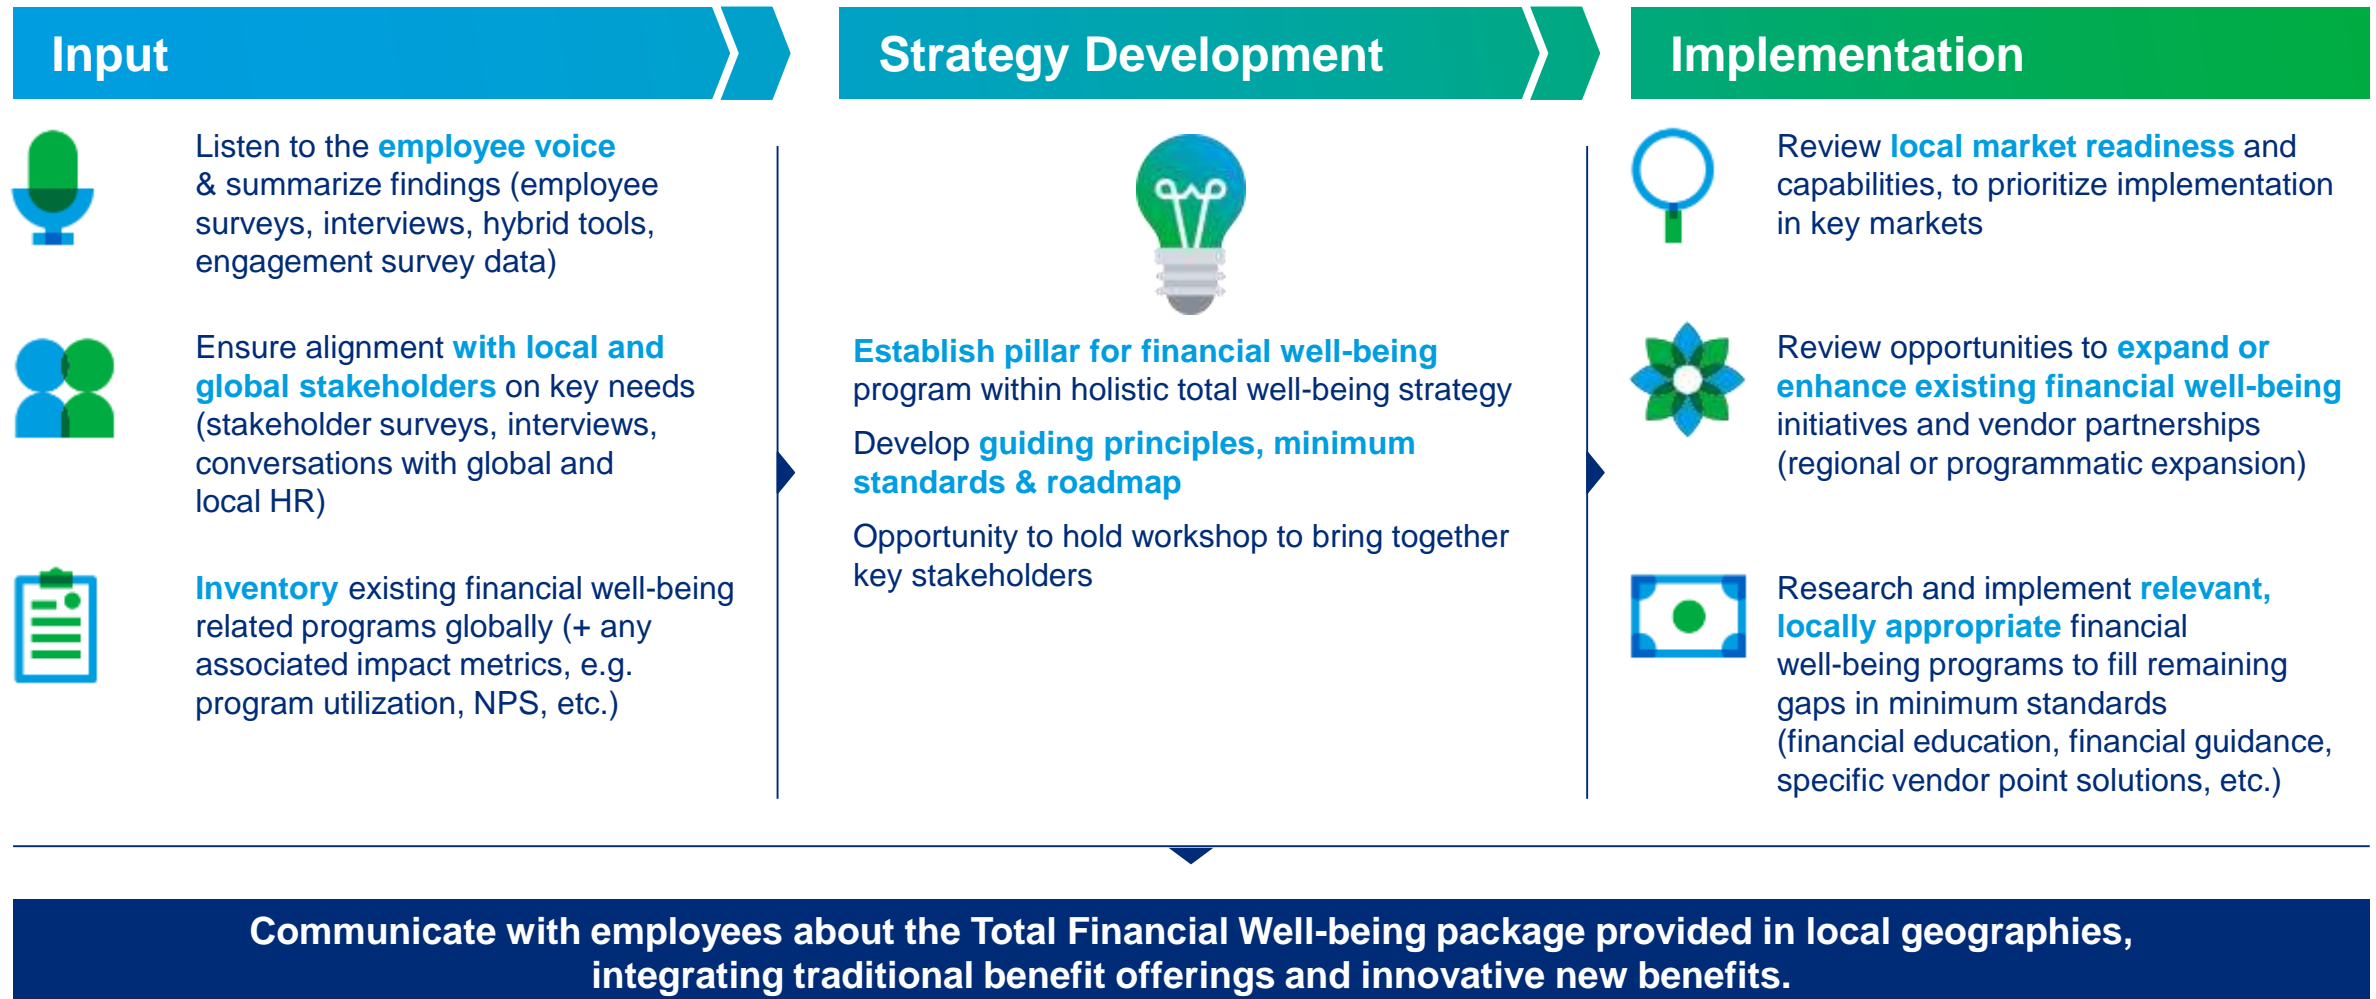 Input
Listen to the employee voice
& summarize findings (employee
surveys, interviews, hybrid tools,
engagement survey data)
Ensure alignment with local and
global stakeholders on key needs
(stakeholder surveys, interviews,
conversations with global and
local HR)
Inventory existing financial well-being
related programs globally (+ any
associated impact metrics, e.g.
program utilization, NPS, etc.)
Strategy Development
Establish pillar for financial well-being
program within holistic total well-being strategy
Develop guiding principles, minimum
standards & roadmap
Opportunity to hold workshop to bring together
key stakeholders
Implementation
Review local market readiness and
capabilities, to prioritize implementation
in key markets
Review opportunities to expand or
enhance existing financial well-being
initiatives and vendor partnerships
(regional or programmatic expansion)
Research and implement relevant,
locally appropriate financial
well-being programs to fill remaining
gaps in minimum standards
(financial education, financial guidance,
specific vendor point solutions, etc.)
Communicate with employees about the Total Financial Well-being package provided in local geographies,
integrating traditional benefit offerings and innovative new benefits.